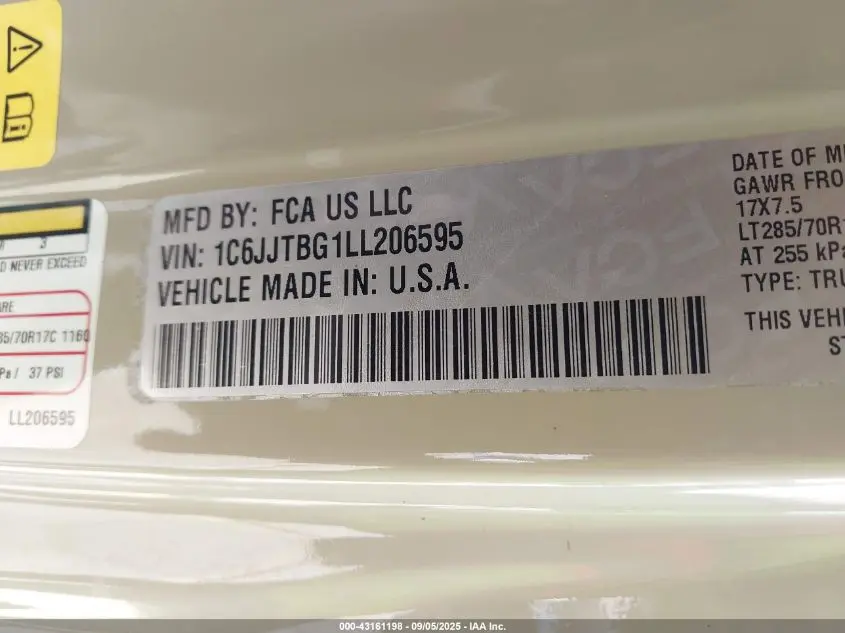 MFD BY: FCA US LLC
VIN: 1C6JJTBG1LL206595
VEHICLE MADE IN: U.S.A.
DATE OF M
GAWR FRO
17X7.5
LT285/70R1
AT 255 kPa
TYPE: TRU
THIS VEHI
ST
3
D NEVER EXCEED
ARE
85/70R17C 116
Pa / 37 PSI
LL206595
000-43161198 - 09/05/2025 - IAA Inc.